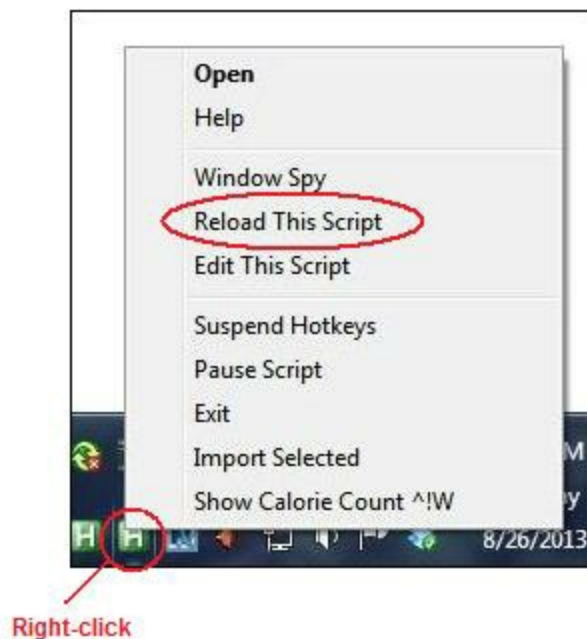 Open
Help
Window Spy
Reload This Script
Edit This Script
Suspend Hotkeys
Pause Script
Exit
Import Selected
Show Calorie Count ^!W
M
y
H H
8/26/2013
Right-click